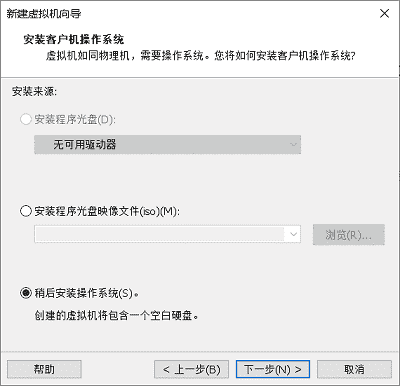 新建虚拟机向导
安装客户机操作系统
虚拟机如同物理机，需要操作系统。您将如何安装客户机操作系统?
安装来源:
安装程序光盘(D):
无可用驱动器
安装程序光盘映像文件(iso)(M):
浏览(R)...
稍后安装操作系统(S)。
创建的虚拟机将包含一个空白硬盘。
帮助
< 上一步(B)
下一步(N) >
取消